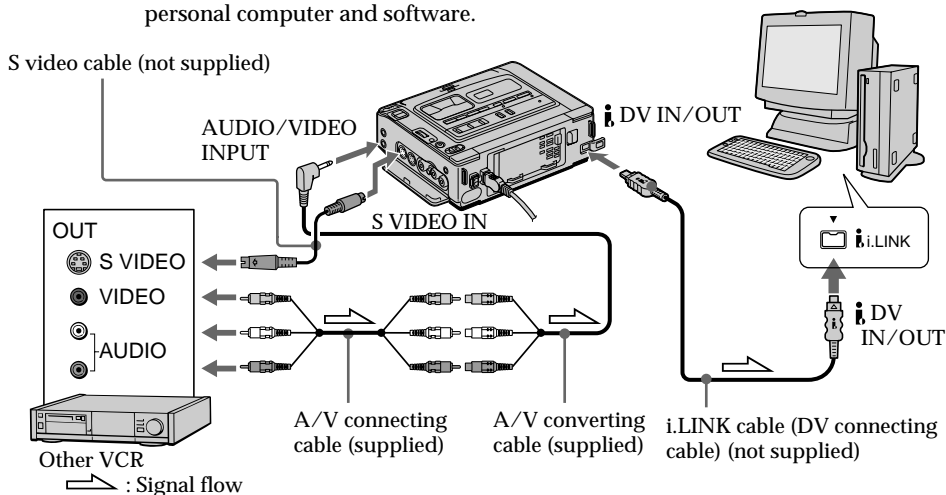 personal computer and software.
S video cable (not supplied)
AUDIO/VIDEO
INPUT
DV IN/OUT
S VIDEO IN
OUT
S VIDEO
VIDEO
AUDIO
i.LINK
DV
IN/OUT
A/V connecting
cable (supplied)
A/V converting
cable (supplied)
i.LINK cable (DV connecting
cable) (not supplied)
Other VCR
: Signal flow